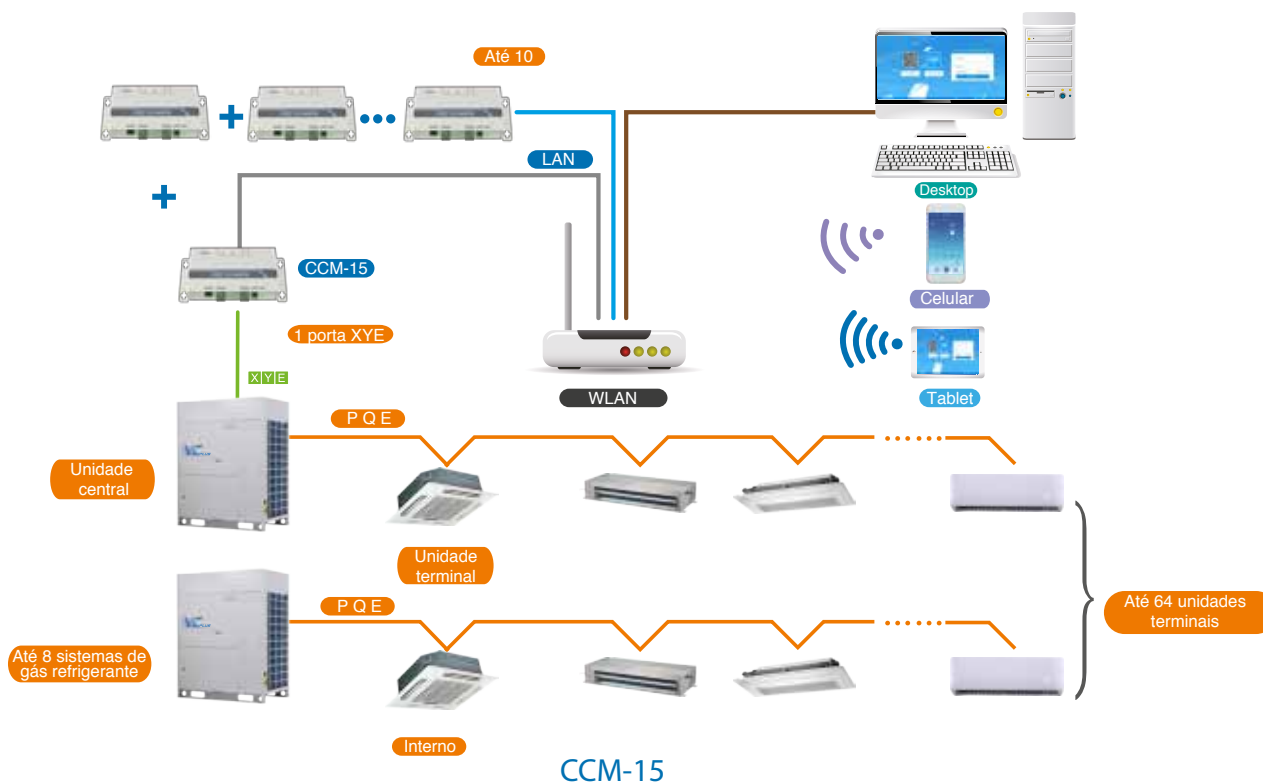 Até 10
LAN
Desktop
CCM-15
Celular
1 porta XYE
X Y E
WLAN
Tablet
P Q E
Unidade
central
Unidade
terminal
P Q E
Até 64 unidades
terminais
Até 8 sistemas de
gás refrigerante
Interno
CCM-15